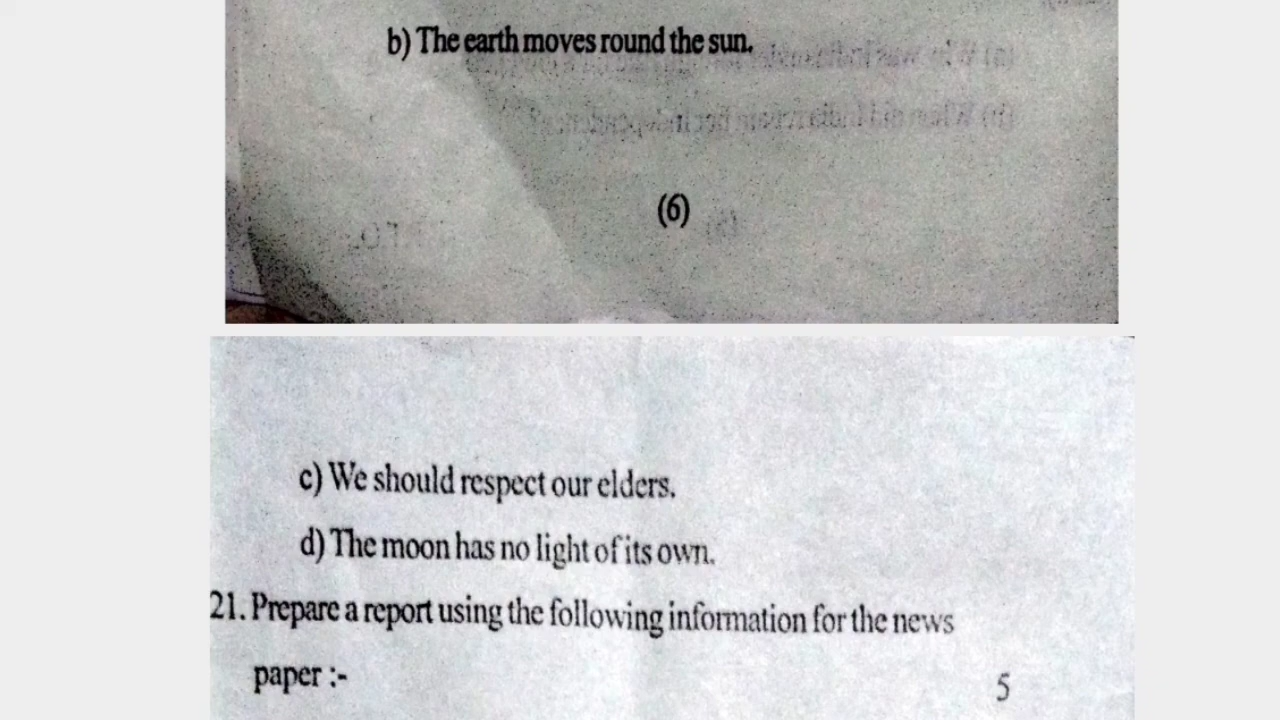 b) The earth moves round the sun.
(6)
c) We should respect our elders.
d) The moon has no light of its own.
21. Prepare a report using the following information for the news
paper :-
5